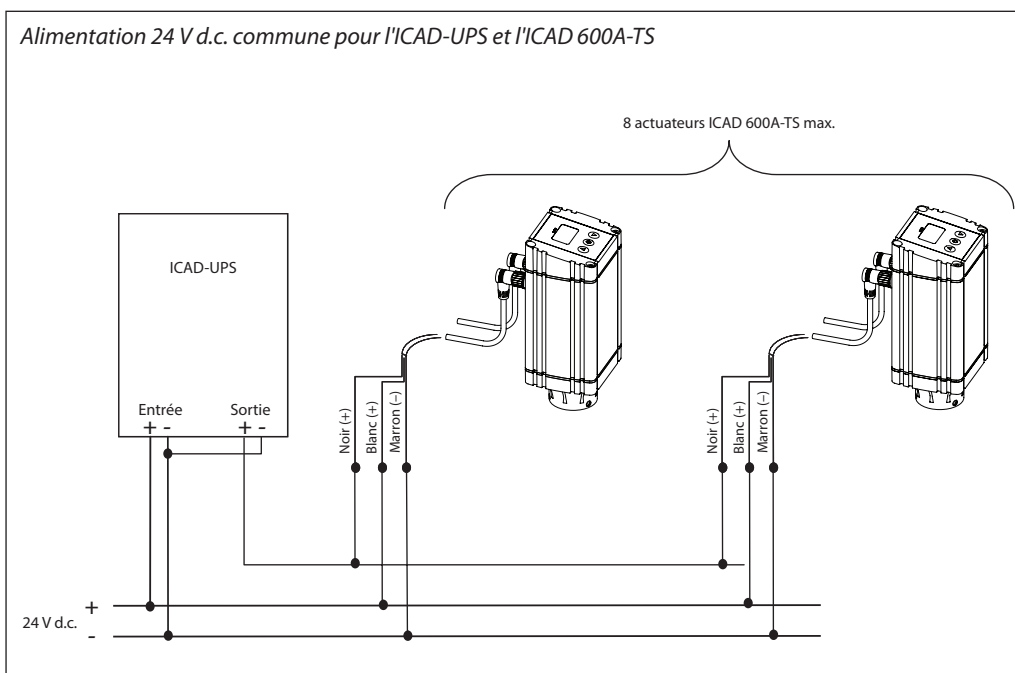 Alimentation 24 V d.c. commune pour l'ICAD-UPS et l'ICAD 600A-TS
8 actuateurs ICAD 600A-TS max.
ICAD-UPS
Entrée
Sortie
+ -
+ -
Noir (+)
Blanc (+)
Marron (–)
Noir (+)
Blanc (+)
Marron (–)
+
24 V d.c.
-